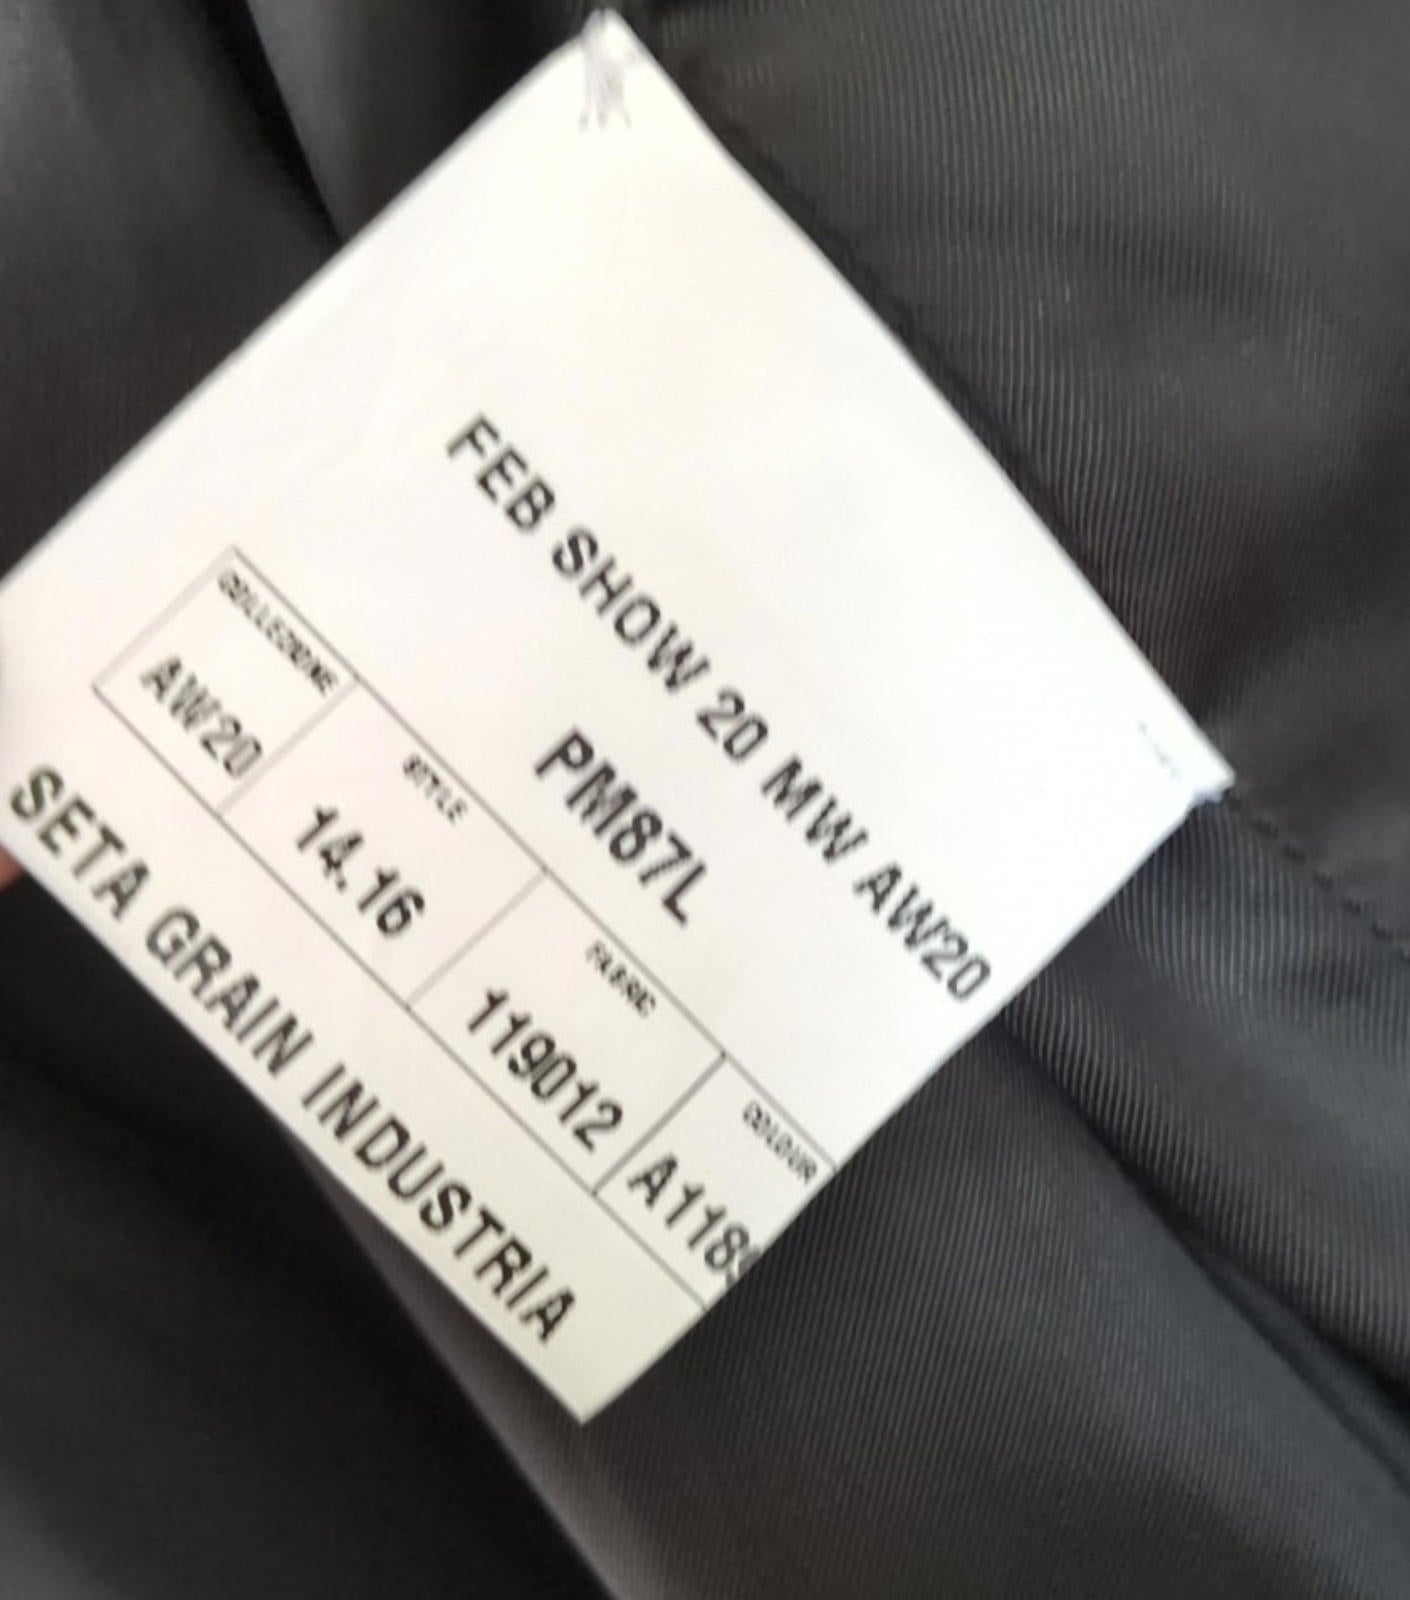 FEB SHOW 20 MW AW20
PM87L
COLLEZIONE STYLE FABRIC COLOUR
AW20 14.16 119012 A118
SETA GRAIN INDUSTRIA